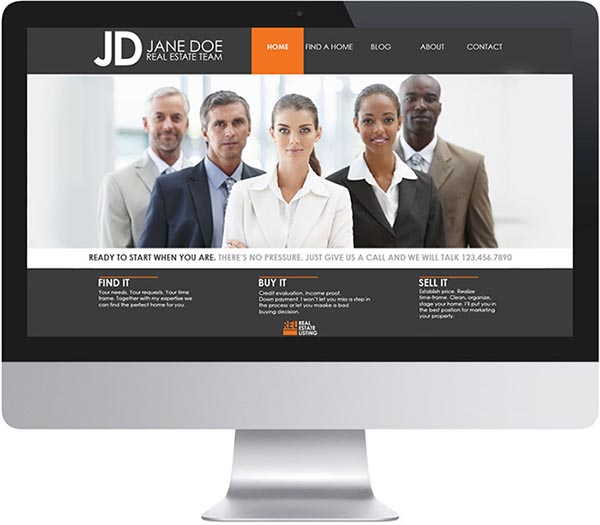 JD JANE DOE
REAL ESTATE TEAM
HOME FIND A HOME BLOG ABOUT CONTACT
READY TO START WHEN YOU ARE. THERE'S NO PRESSURE. JUST GIVE US A CALL AND WE WILL TALK 123.456.7890
FIND IT
Your needs. Your requests. Your time
frame. Together with my expertise we
can find the perfect home for you.
BUY IT
Credit evaluation. Income proof.
Down payment. I won't let you miss a step in
the process or let you maake a bad
buying decision.
SELL IT
Establish price. Realize
time-frame. Clean, organize,
stage your home. I'll put you in
the best position for marketing
your property.
REL REAL
ESTATE
LISTING